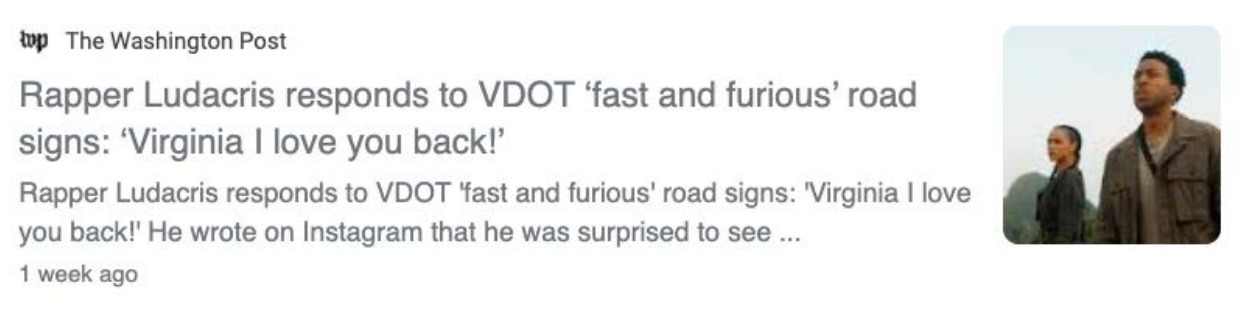 wp The Washington Post
Rapper Ludacris responds to VDOT ‘fast and furious’ road
signs: ‘Virginia I love you back!’
Rapper Ludacris responds to VDOT 'fast and furious' road signs: 'Virginia I love
you back!' He wrote on Instagram that he was surprised to see ...
1 week ago